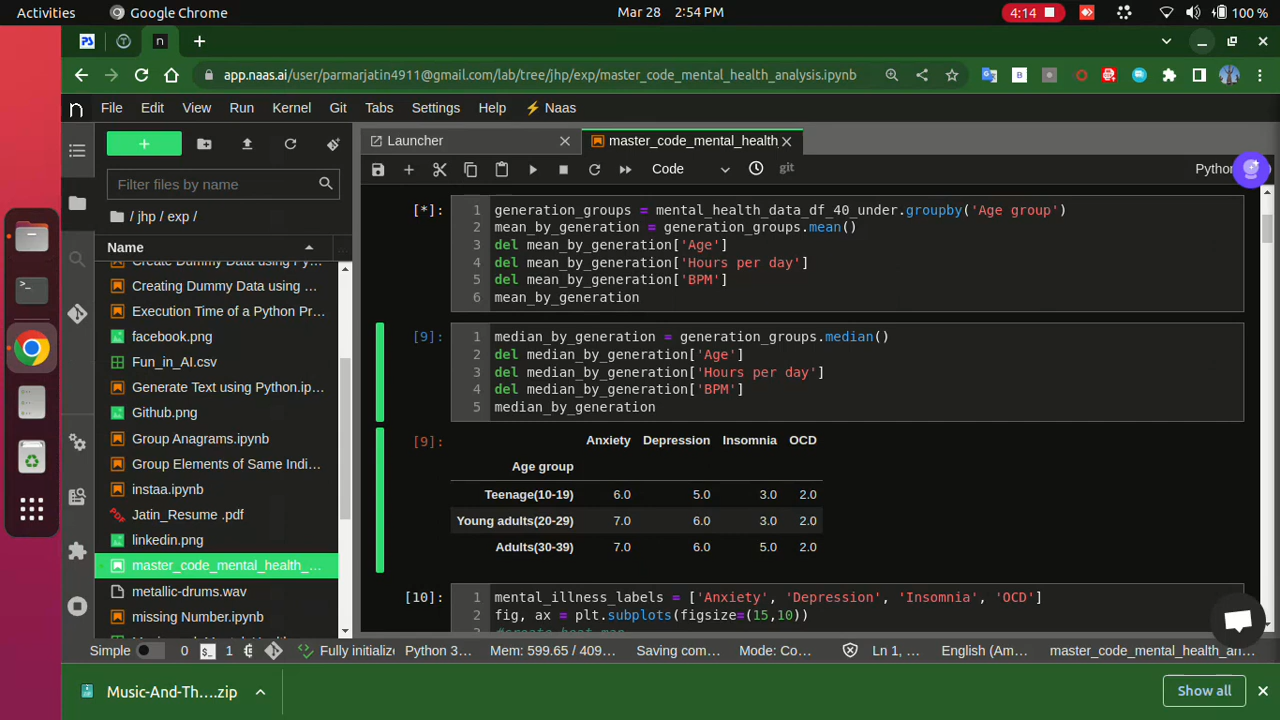 Activities
Google Chrome
Mar 28 2:54 PM
4:14
100 %
PS
T
n
+
app.naas.ai/user/parmarjatin4911@gmail.com/lab/tree/jhp/exp/master_code_mental_health_analysis.ipynb
n File Edit View Run Kernel Git Tabs Settings Help Naas
Launcher
master_code_mental_health
Code
git
Filter files by name
/ jhp / exp /
Name
Creating Dummy Data using ...
Execution Time of a Python Pr...
facebook.png
Fun_in_AI.csv
Generate Text using Python.ip...
Github.png
Group Anagrams.ipynb
Group Elements of Same Indi...
instaa.ipynb
Jatin_Resume .pdf
linkedin.png
master_code_mental_health_...
metallic-drums.wav
missing Number.ipynb
[*]:
1 generation_groups = mental_health_data_df_40_under.groupby('Age group')
2 mean_by_generation = generation_groups.mean()
3 del mean_by_generation['Age']
4 del mean_by_generation['Hours per day']
5 del mean_by_generation['BPM']
6 mean_by_generation
[9]:
1 median_by_generation = generation_groups.median()
2 del median_by_generation['Age']
3 del median_by_generation['Hours per day']
4 del median_by_generation['BPM']
5 median_by_generation
[9]:
Anxiety Depression Insomnia OCD
Age group
Teenage(10-19) 6.0 5.0 3.0 2.0
Young adults(20-29) 7.0 6.0 3.0 2.0
Adults(30-39) 7.0 6.0 5.0 2.0
[10]:
1 mental_illness_labels = ['Anxiety', 'Depression', 'Insomnia', 'OCD']
2 fig, ax = plt.subplots(figsize=(15,10))
Simple 0 1 Fully initialize Python 3... Mem: 599.65 / 409... Saving com... Mode: Co... Ln 1, ... English (Am... master_code_mental_health_an...
Music-And-Th....zip
Show all